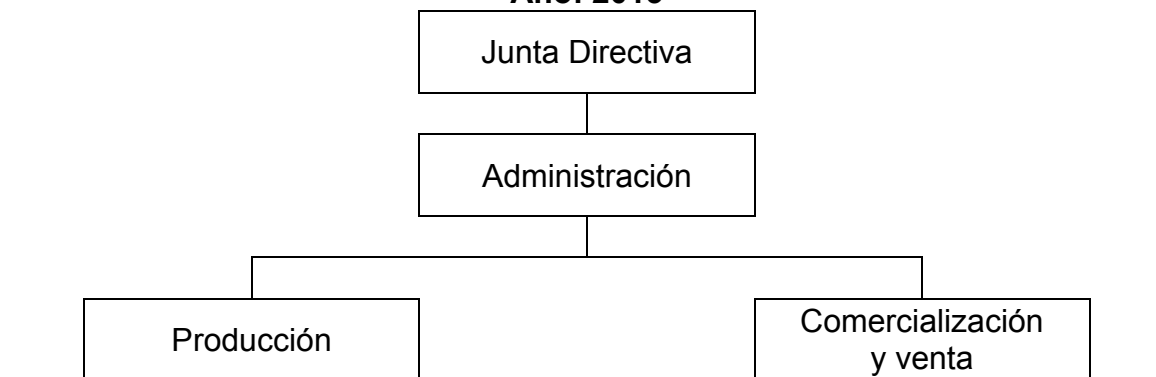 Junta Directiva
Administración
Producción
Comercialización
y venta